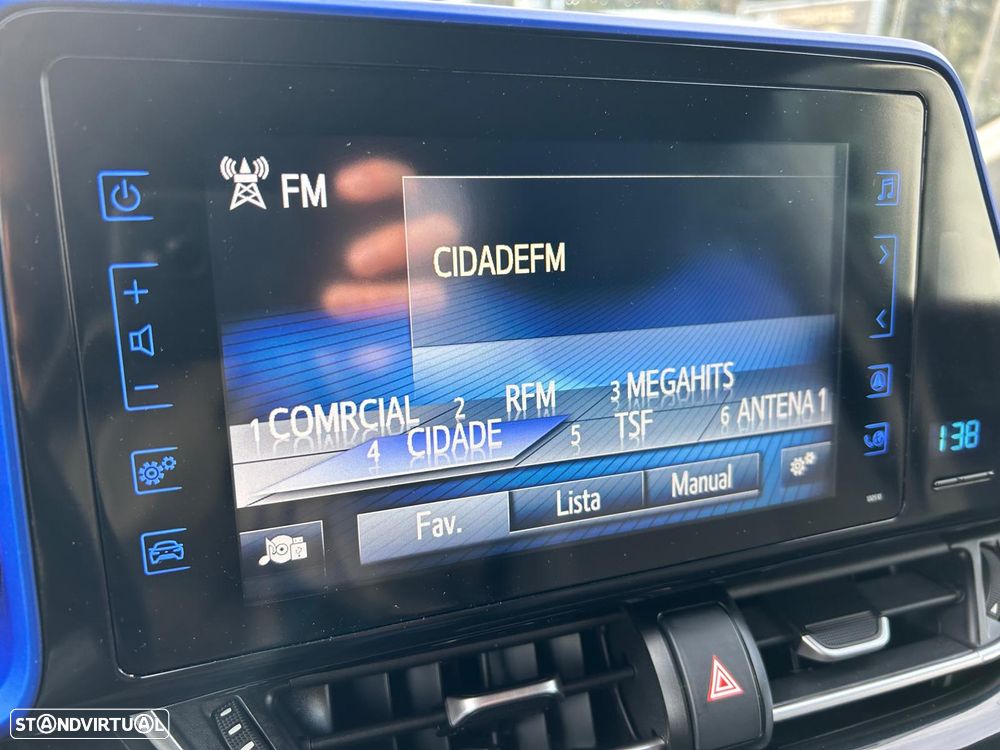 FM
CIDADEFM
1 COMRCIAL 2 RFM 3 MEGAHITS
4 CIDADE 5 TSF 6 ANTENA 1
Fav. Lista Manual
138
STANDVIRTUAL